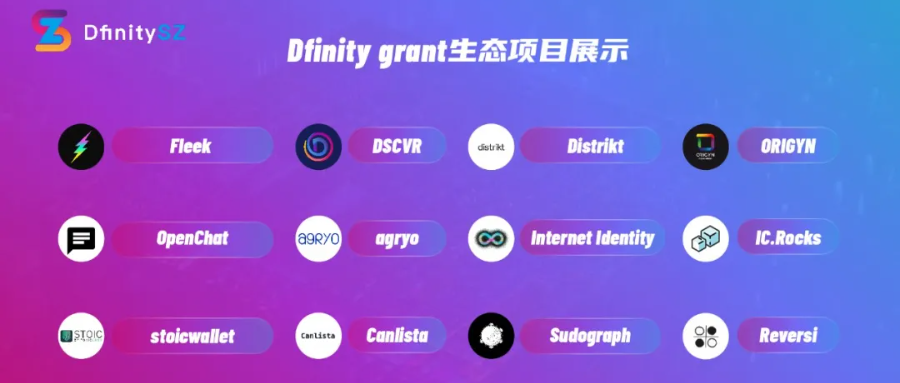 DfinitySZ
Dfinity grant生态项目展示
Fleek
DSCVR
distrikt
Distrikt
ORIGYN
ORIGYN
OpenChat
aGRYO
agryo
Internet Identity
IC.Rocks
STOIC
stoicwallet
Canlista
Canlista
Sudograph
Reversi